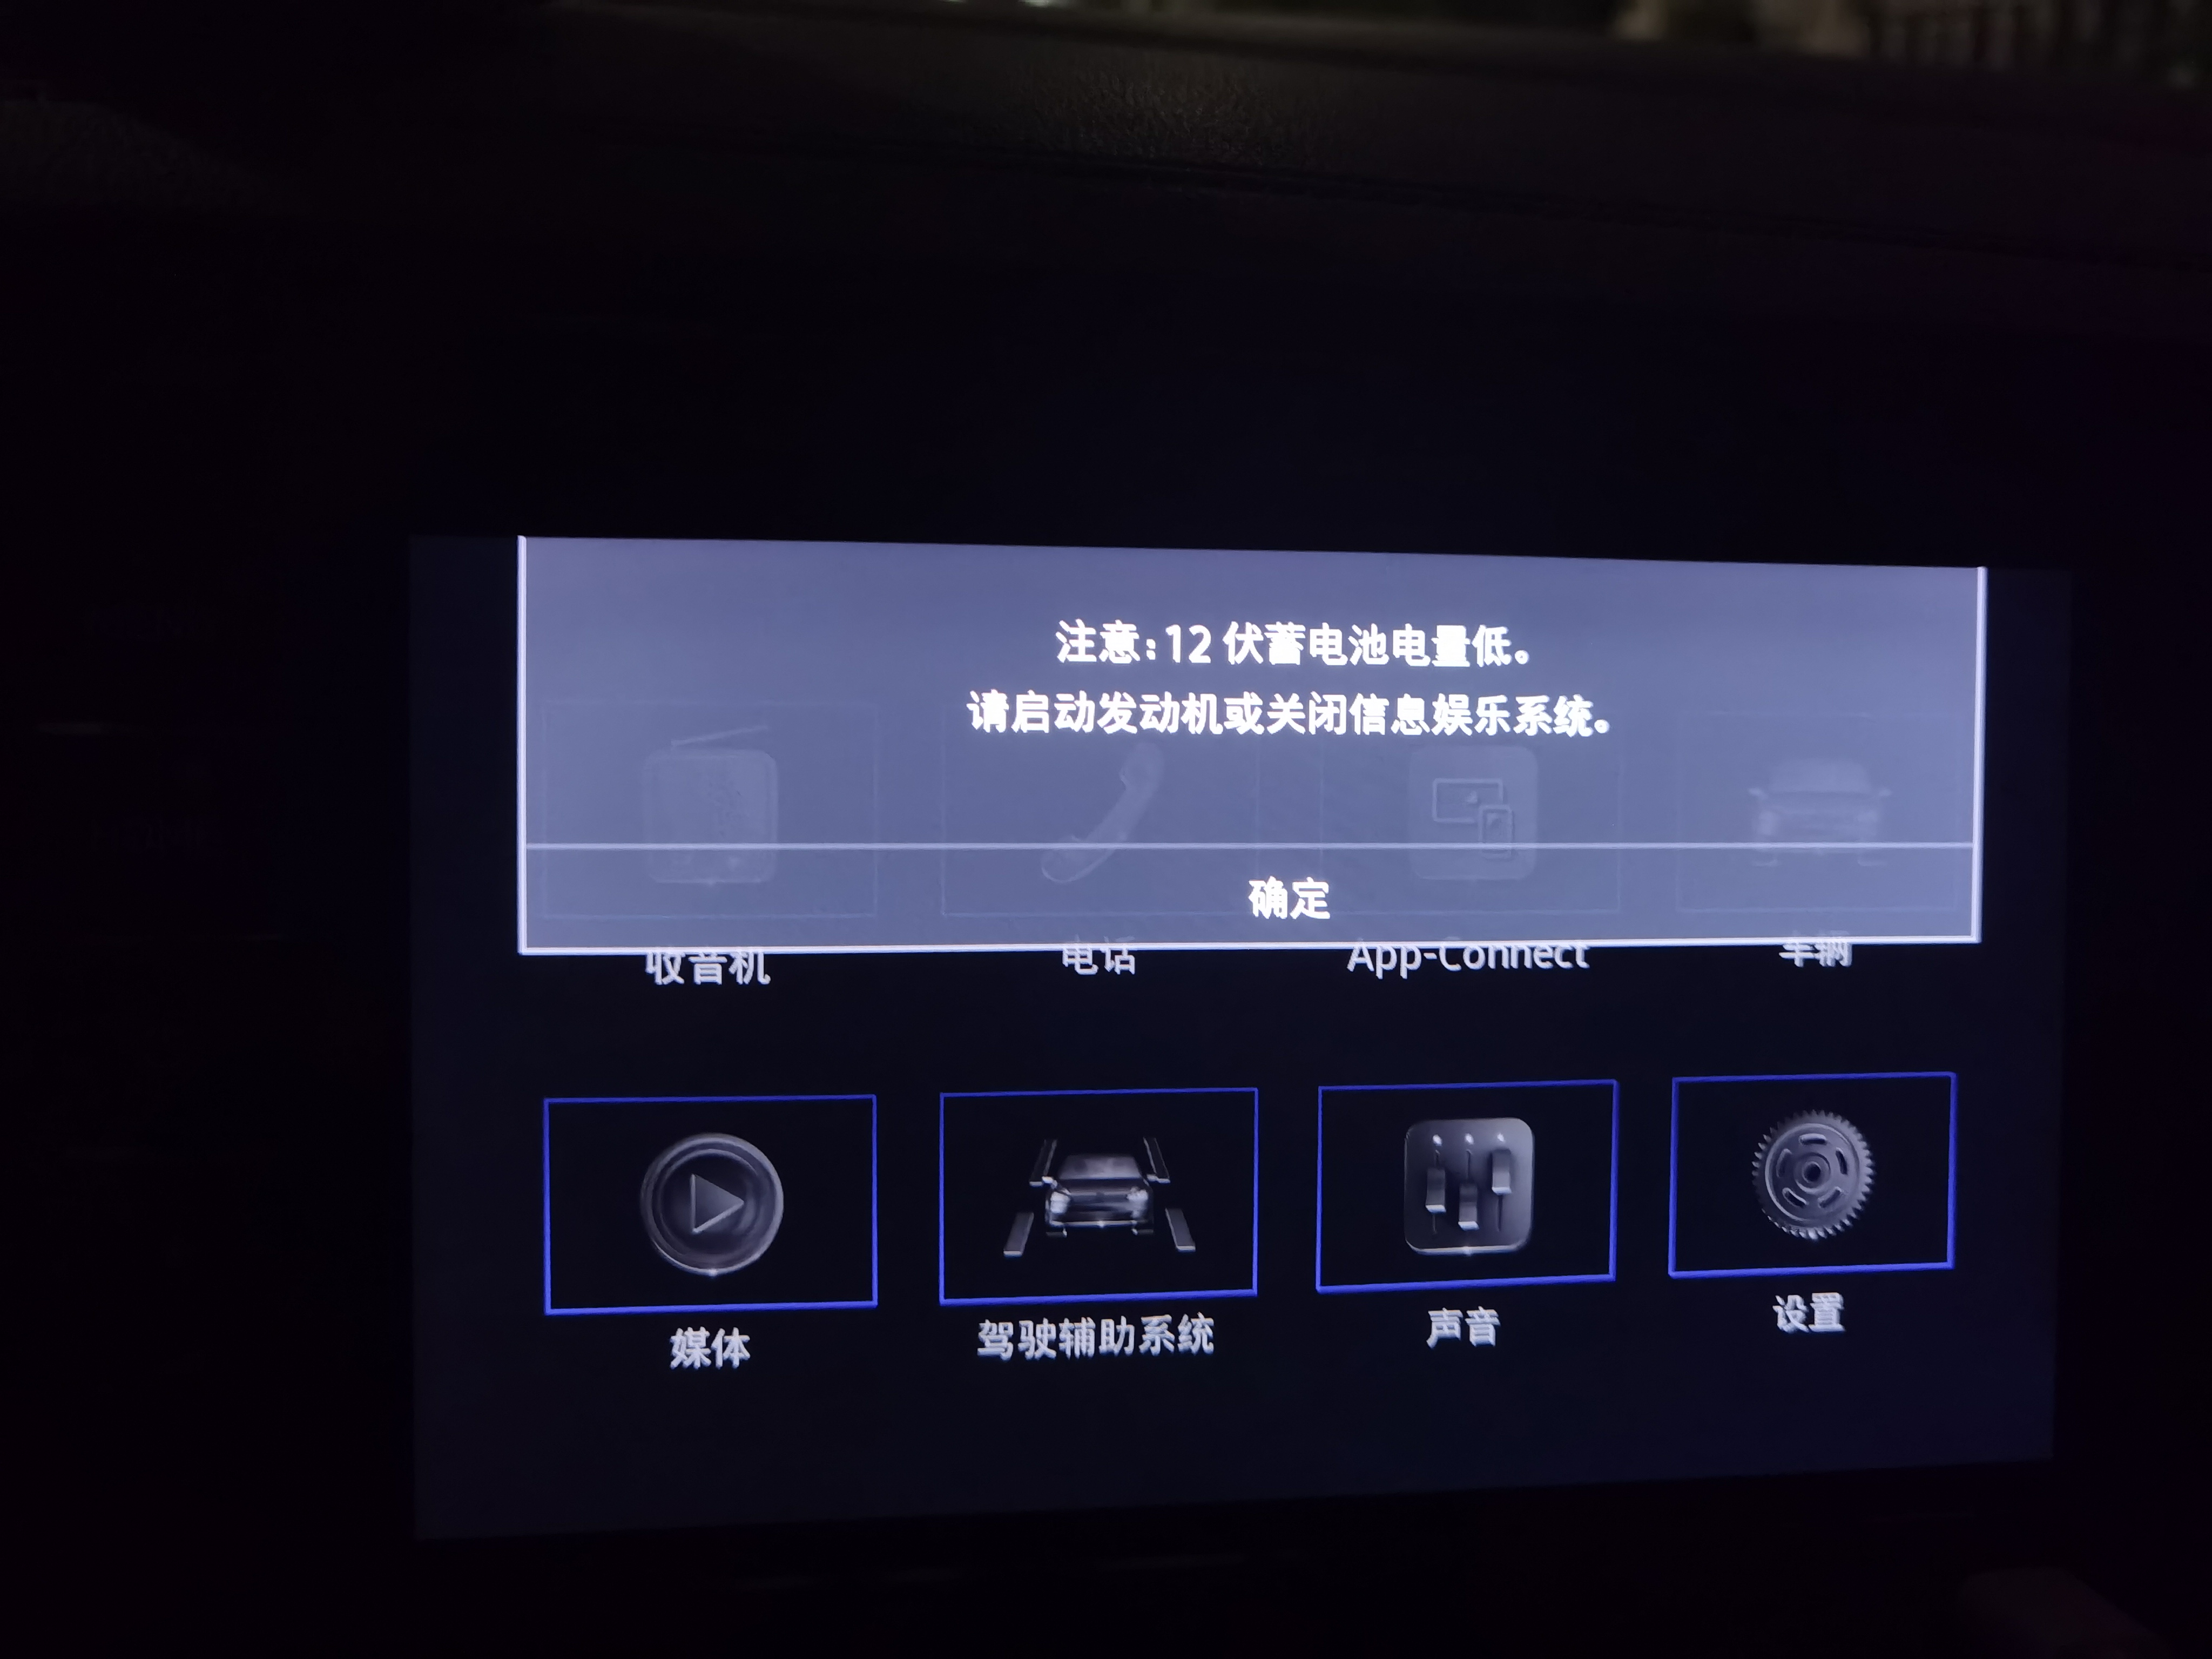 注意:12 伏蓄电池电量低。
请启动发动机或关闭信息娱乐系统。
确定
收音机
电话
App-Connect
车辆
媒体
驾驶辅助系统
声音
设置